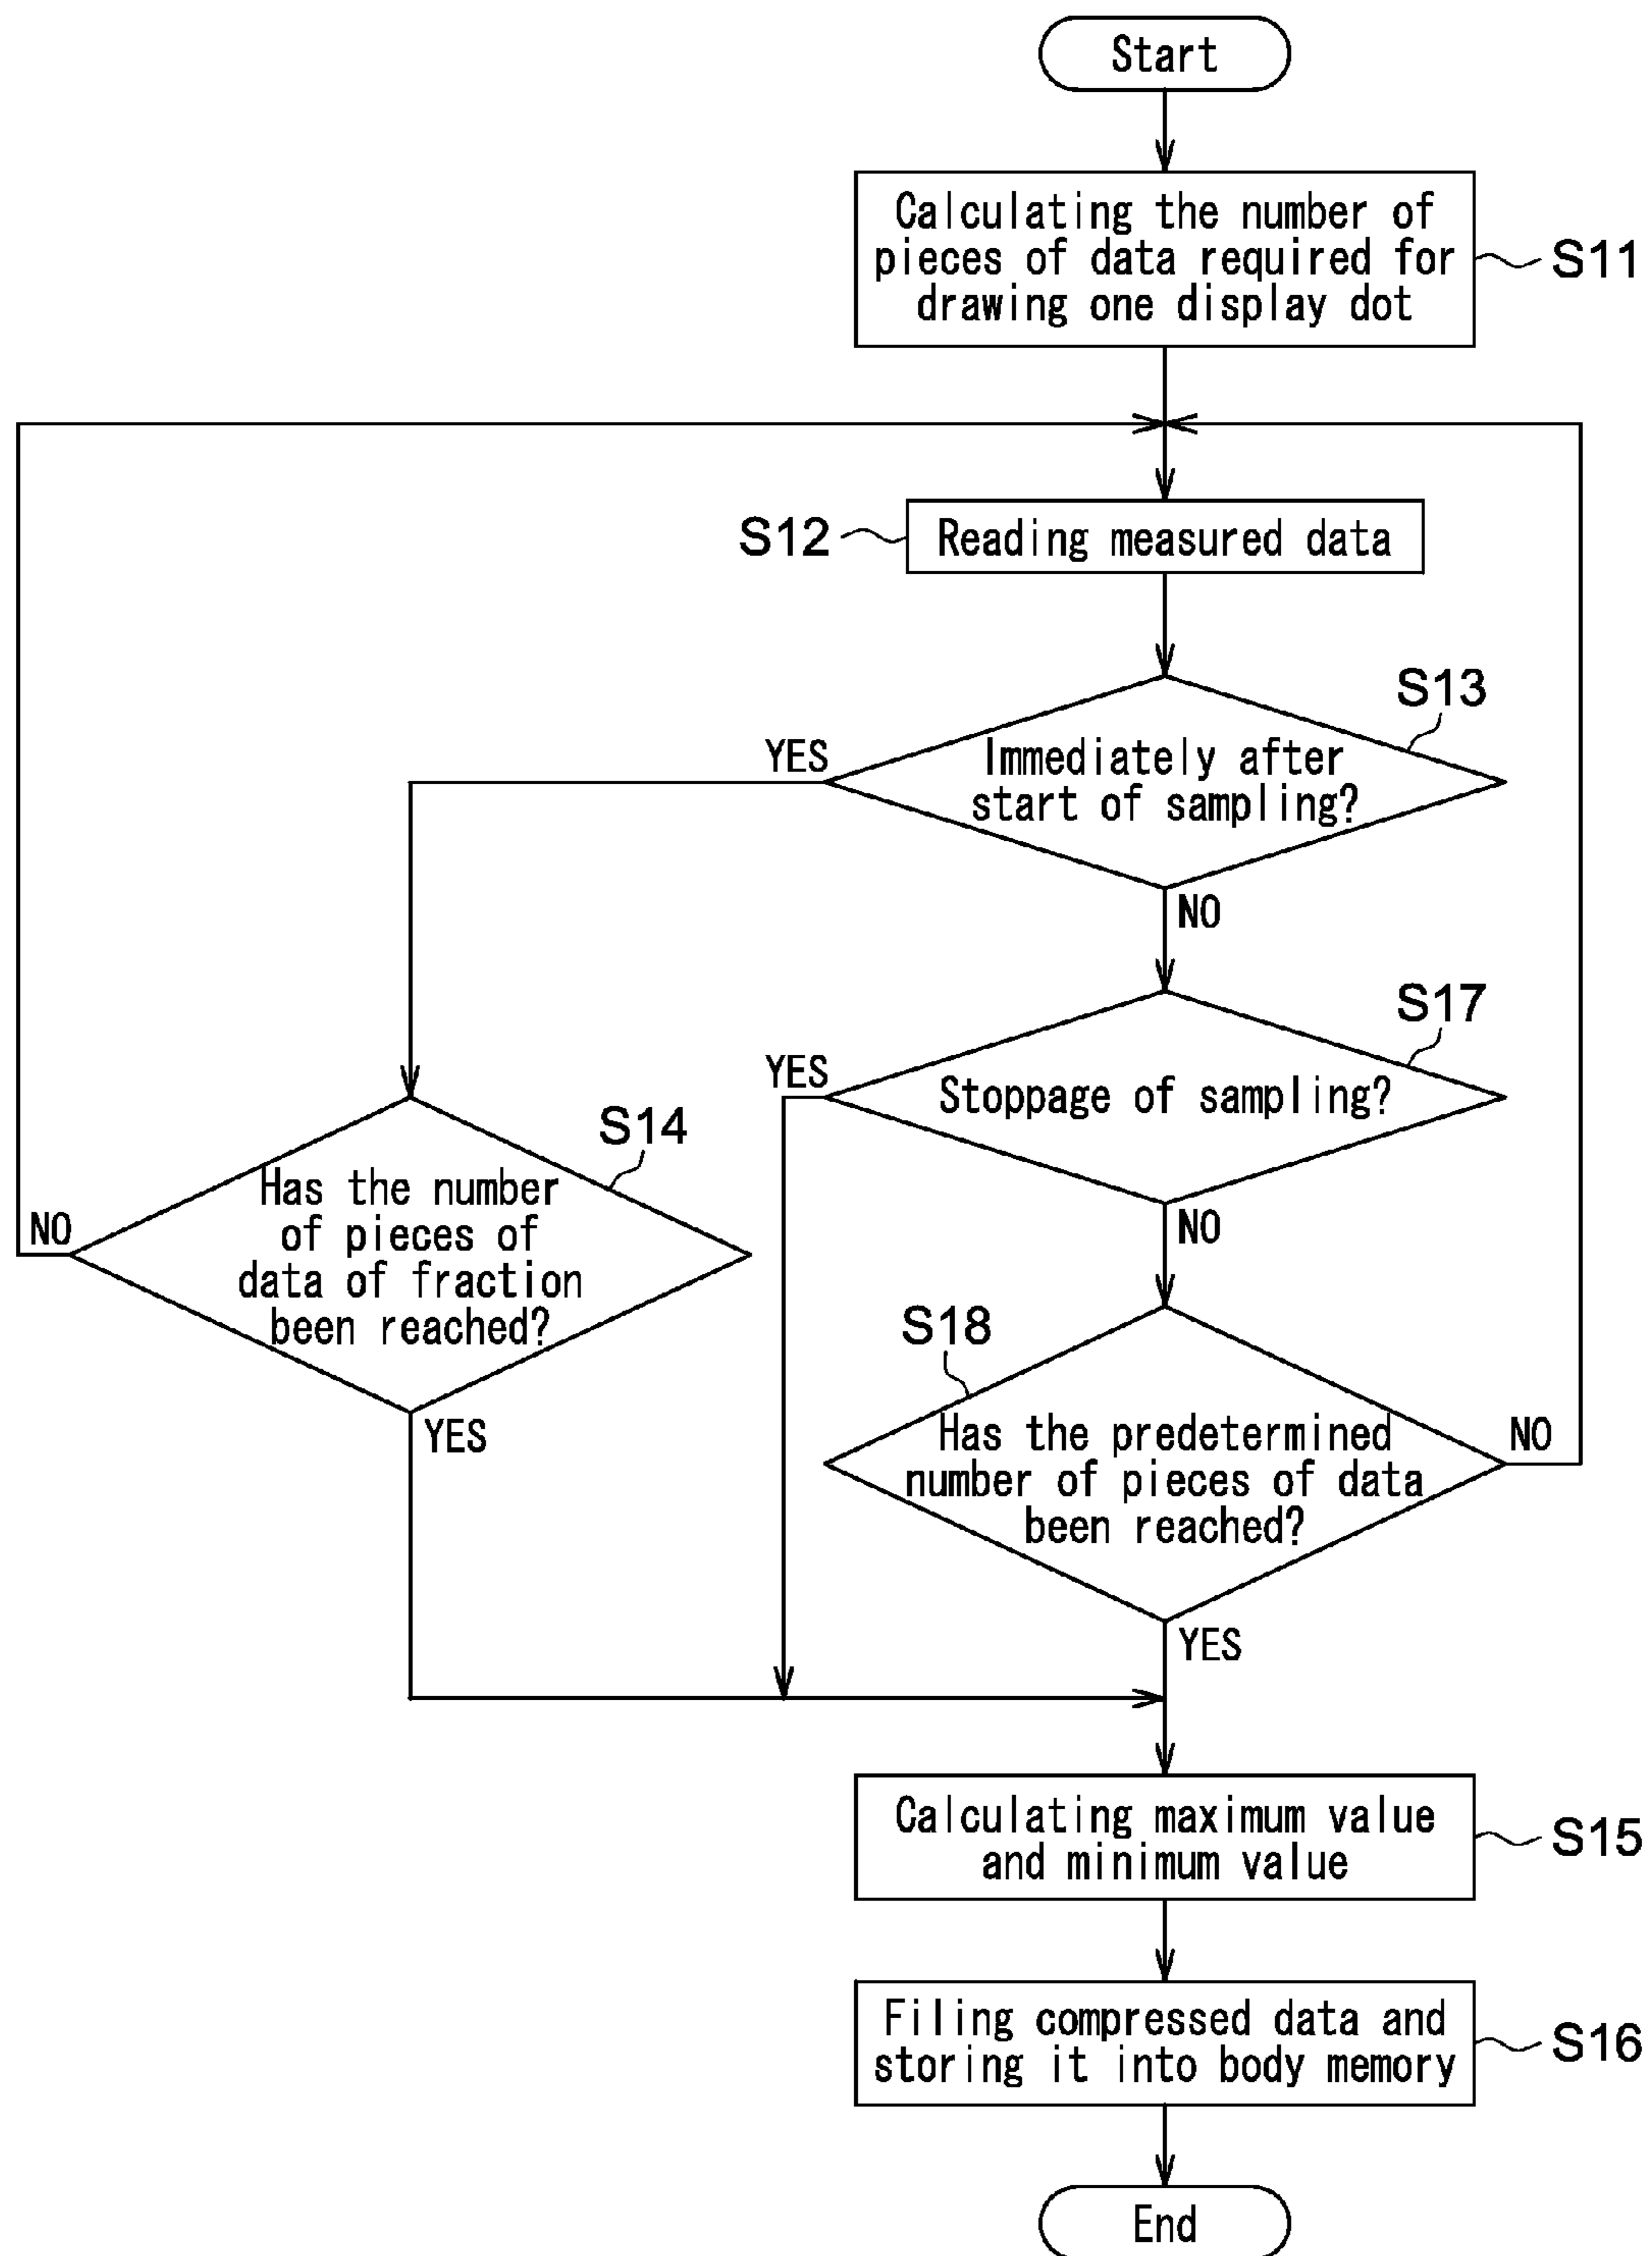 Start
Calculating the number of
pieces of data required for
drawing one display dot
S11
S12
Reading measured data
S13
YES
Immediately after
start of sampling?
NO
S17
YES
Stoppage of sampling?
NO
S14
Has the number
of pieces of
data of fraction
been reached?
NO
YES
S18
Has the predetermined
number of pieces of data
been reached?
NO
YES
Calculating maximum value
and minimum value
S15
Filing compressed data and
storing it into body memory
S16
End